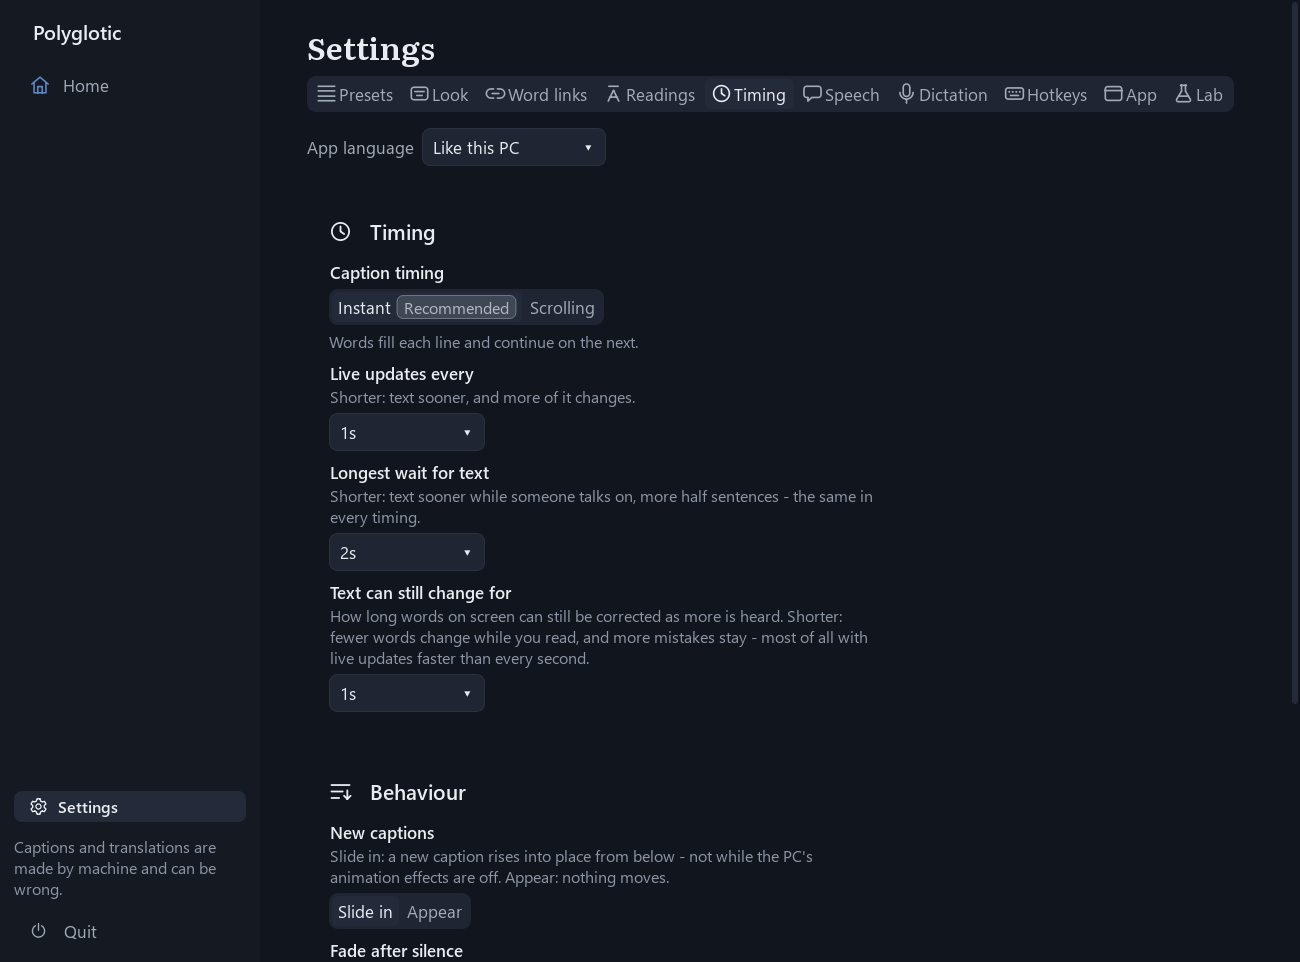 Polyglotic
Home
Settings
Presets Look Word links Readings Timing Speech Dictation Hotkeys App Lab
App language Like this PC
Timing
Caption timing
Instant Recommended Scrolling
Words fill each line and continue on the next.
Live updates every
Shorter: text sooner, and more of it changes.
1s
Longest wait for text
Shorter: text sooner while someone talks on, more half sentences - the same in
every timing.
2s
Text can still change for
How long words on screen can still be corrected as more is heard. Shorter:
fewer words change while you read, and more mistakes stay - most of all with
live updates faster than every second.
1s
Behaviour
New captions
Slide in: a new caption rises into place from below - not while the PC's
animation effects are off. Appear: nothing moves.
Slide in Appear
Fade after silence
Settings
Captions and translations are
made by machine and can be
wrong.
Quit